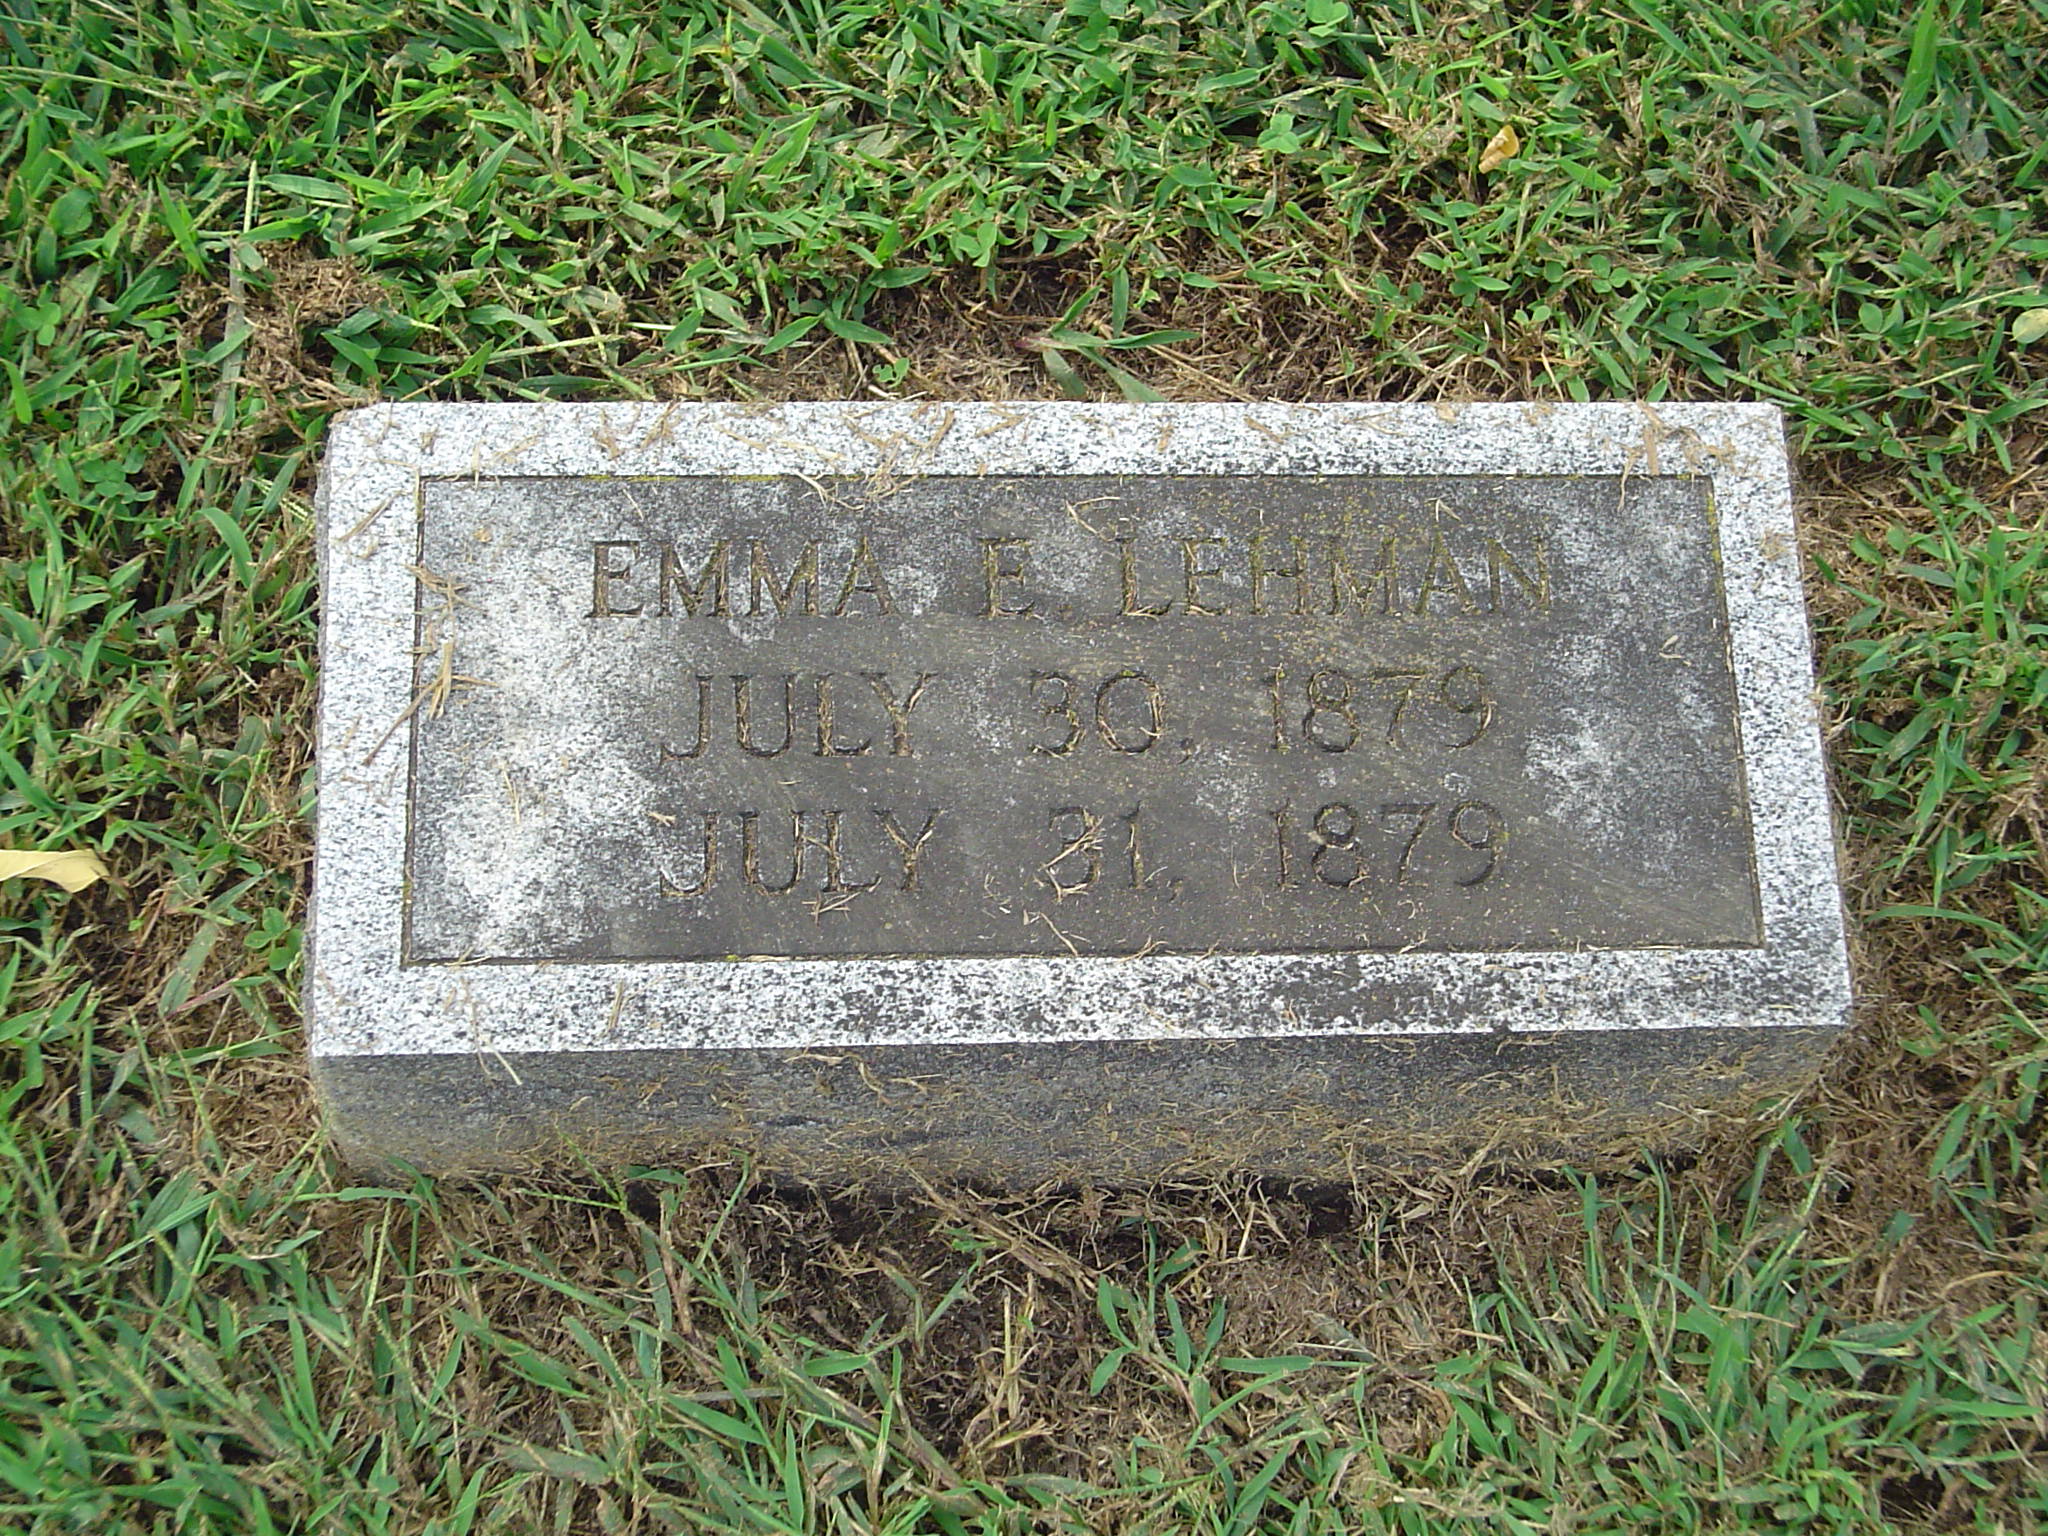 EMMA E. LEHMAN
JULY 30, 1879
JULY 31, 1879